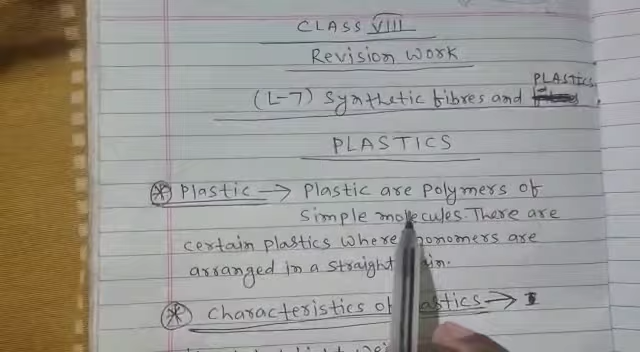 CLASS VIII
Revision Work
PLASTICS
(L-7) Synthetic fibres and
PLASTICS
* Plastic → Plastic are polymers of
simple molecules. There are
certain plastics where monomers are
arranged in a straight
* Characteristics of Plastics →